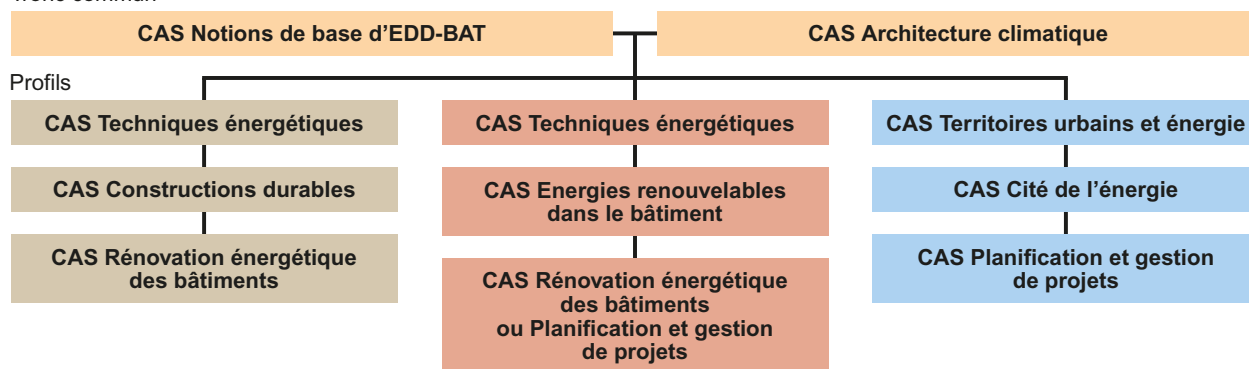 CAS Notions de base d’EDD-BAT
CAS Architecture climatique
Profils
CAS Techniques énergétiques
CAS Constructions durables
CAS Rénovation énergétique
des bâtiments
CAS Techniques énergétiques
CAS Energies renouvelables
dans le bâtiment
CAS Rénovation énergétique
des bâtiments
ou Planification et gestion
de projets
CAS Territoires urbains et énergie
CAS Cité de l’énergie
CAS Planification et gestion
de projets